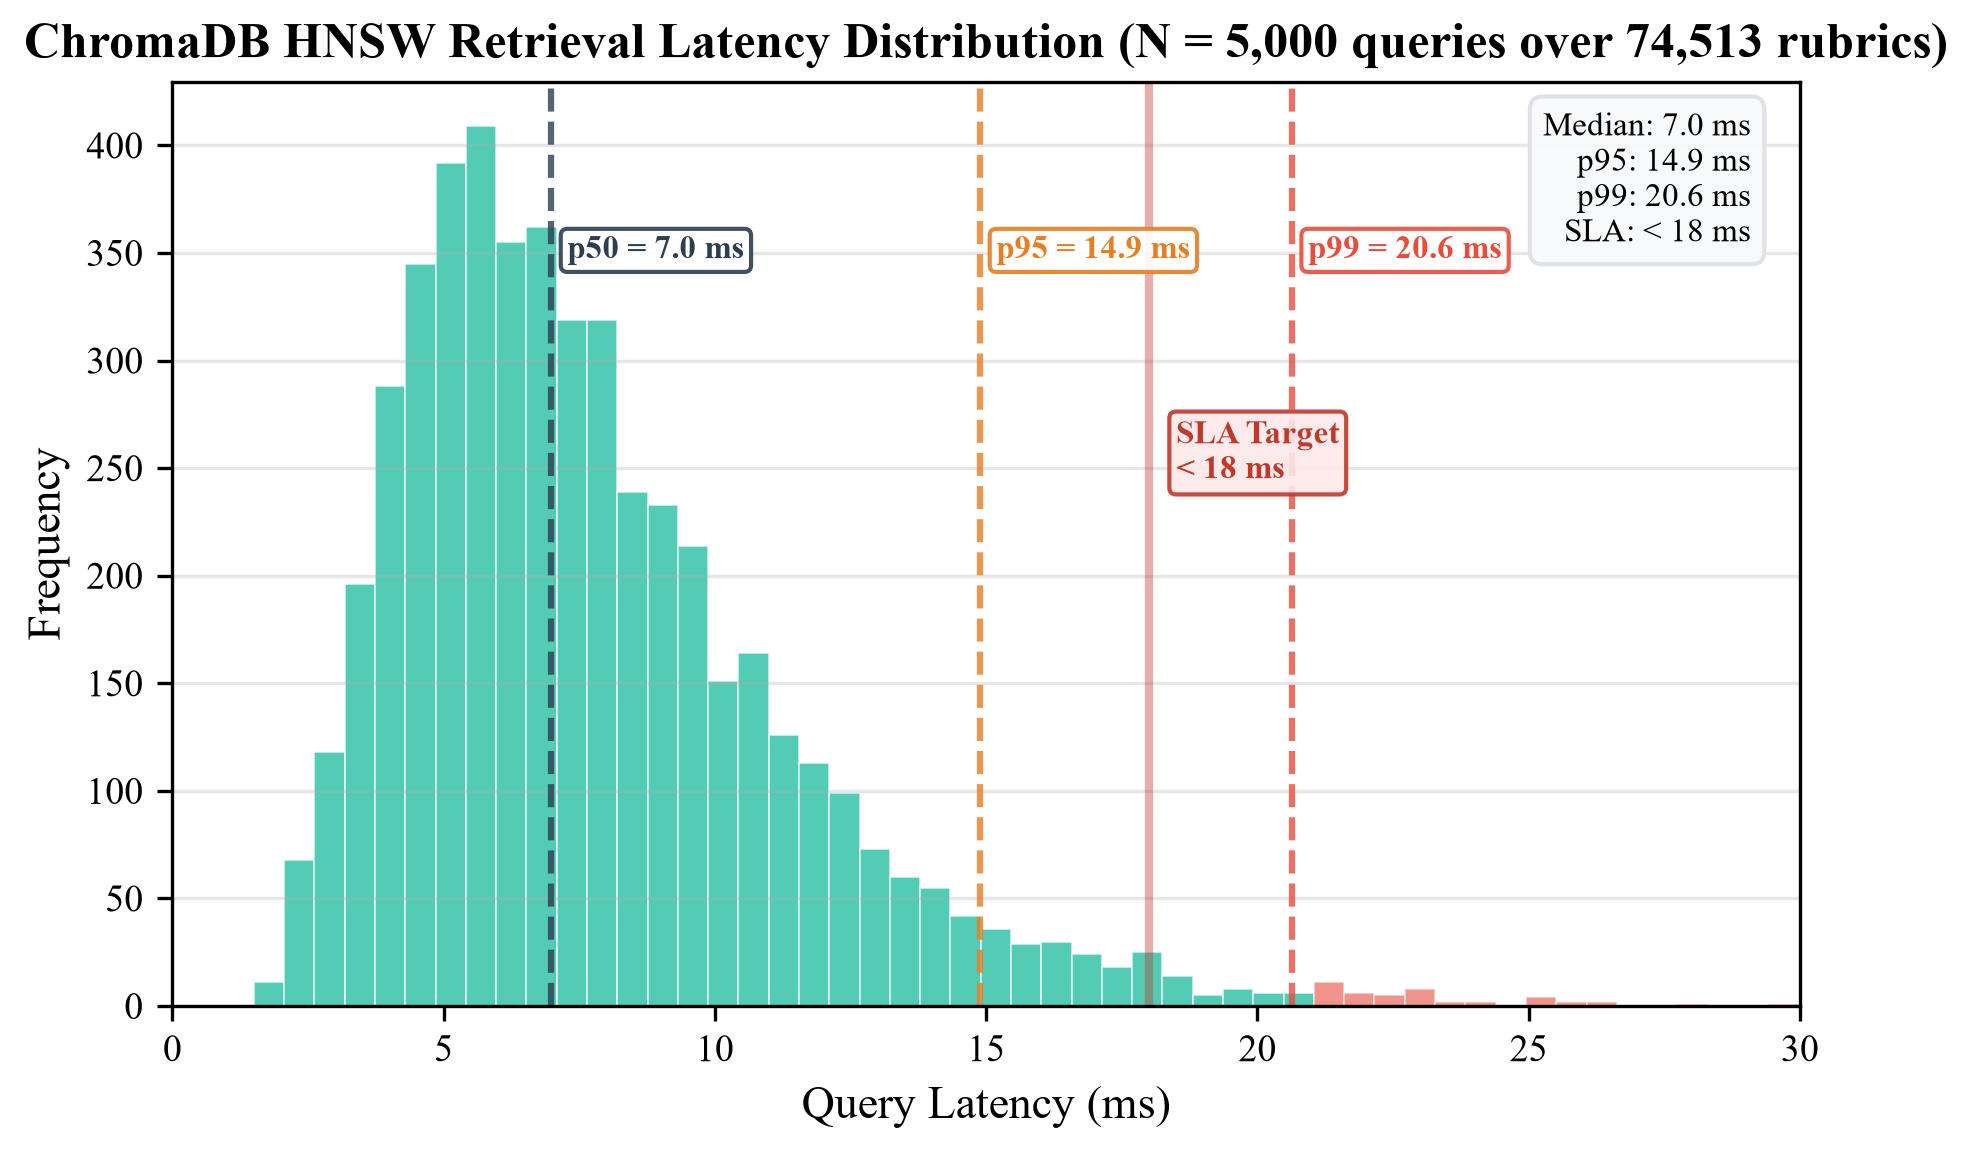 ChromaDB HNSW Retrieval Latency Distribution (N = 5,000 queries over 74,513 rubrics)
Median: 7.0 ms
p95: 14.9 ms
p99: 20.6 ms
SLA: < 18 ms
p50 = 7.0 ms
p95 = 14.9 ms
p99 = 20.6 ms
SLA Target
< 18 ms
Frequency
400
350
300
250
200
150
100
50
0
0 5 10 15 20 25 30
Query Latency (ms)